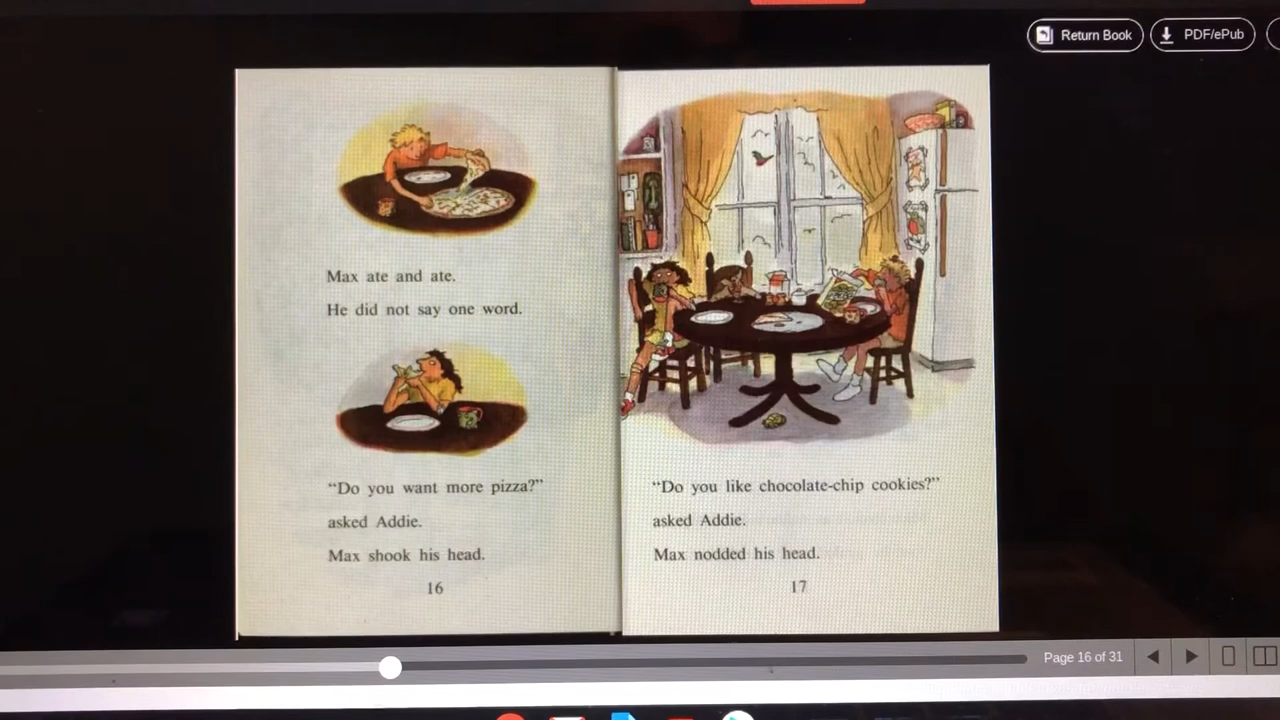 Return Book
PDF/ePub
Max ate and ate.
He did not say one word.
“Do you want more pizza?”
asked Addie.
Max shook his head.
16
“Do you like chocolate-chip cookies?”
asked Addie.
Max nodded his head.
17
Page 16 of 31